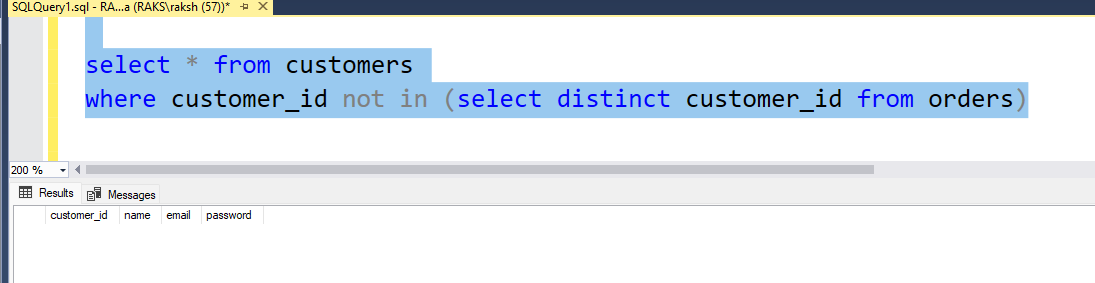 SQLQuery1.sql - RA...a (RAKS\raksh (57))*
select * from customers
where customer_id not in (select distinct customer_id from orders)
200 %
Results Messages
customer_id name email password